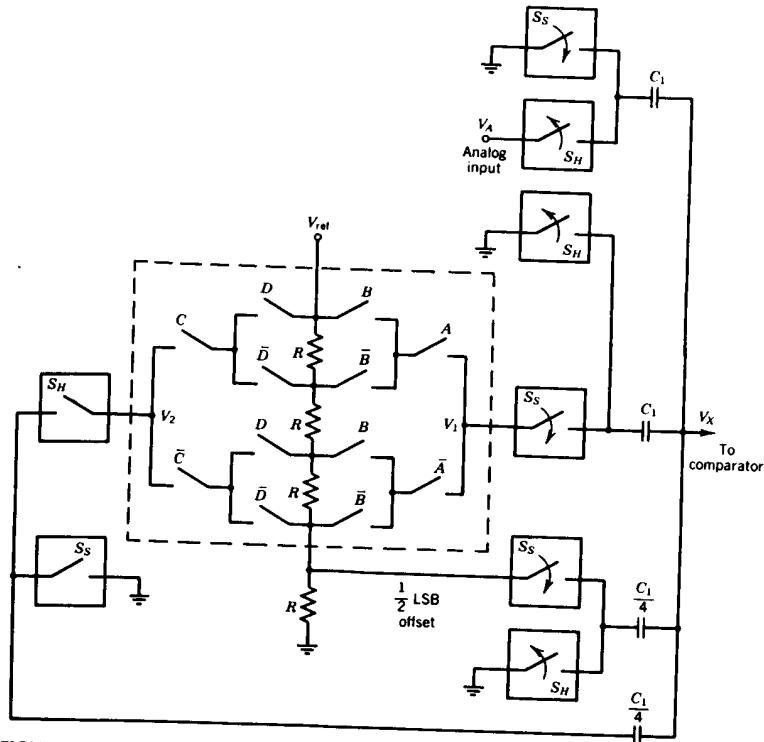 S_S
C_1
V_A
Analog
input
S_H
S_H
V_ref
D
B
C
A
R
D̄
B̄
S_H
V_2
R
V_1
S_S
C_1
V_X
To
comparator
D
B
C̄
Ā
R
D̄
B̄
S_S
S_S
1/2 LSB
offset
R
C_1/4
S_H
C_1/4